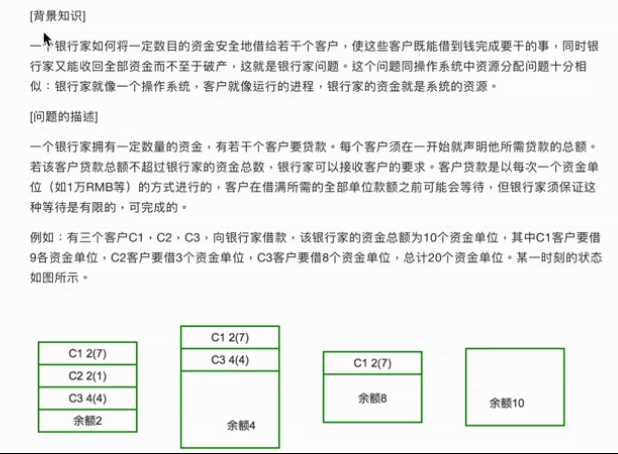 [背景知识]
一个银行家如何将一定数目的资金安全地借给若干个客户，使这些客户既能借到钱完成要干的事，同时银
行家又能收回全部资金而不至于破产，这就是银行家问题。这个问题同操作系统中资源分配问题十分相
似：银行家就像一个操作系统，客户就像运行的进程，银行家的资金就是系统的资源。
[问题的描述]
一个银行家拥有一定数量的资金，有若干个客户要贷款。每个客户须在一开始就声明他所需贷款的总额。
若该客户贷款总额不超过银行家的资金总数，银行家可以接收客户的要求。客户贷款是以每次一个资金单
位（如1万RMB等）的方式进行的，客户在借满所需的全部单位款额之前可能会等待，但银行家须保证这
种等待是有限的，可完成的。
例如：有三个客户C1，C2，C3，向银行家借款，该银行家的资金总额为10个资金单位，其中C1客户要借
9各资金单位，C2客户要借3个资金单位，C3客户要借8个资金单位，总计20个资金单位。某一时刻的状态
如图所示。
C1 2(7)
C2 2(1)
C3 4(4)
余额2
C1 2(7)
C3 4(4)
余额4
C1 2(7)
余额8
余额10